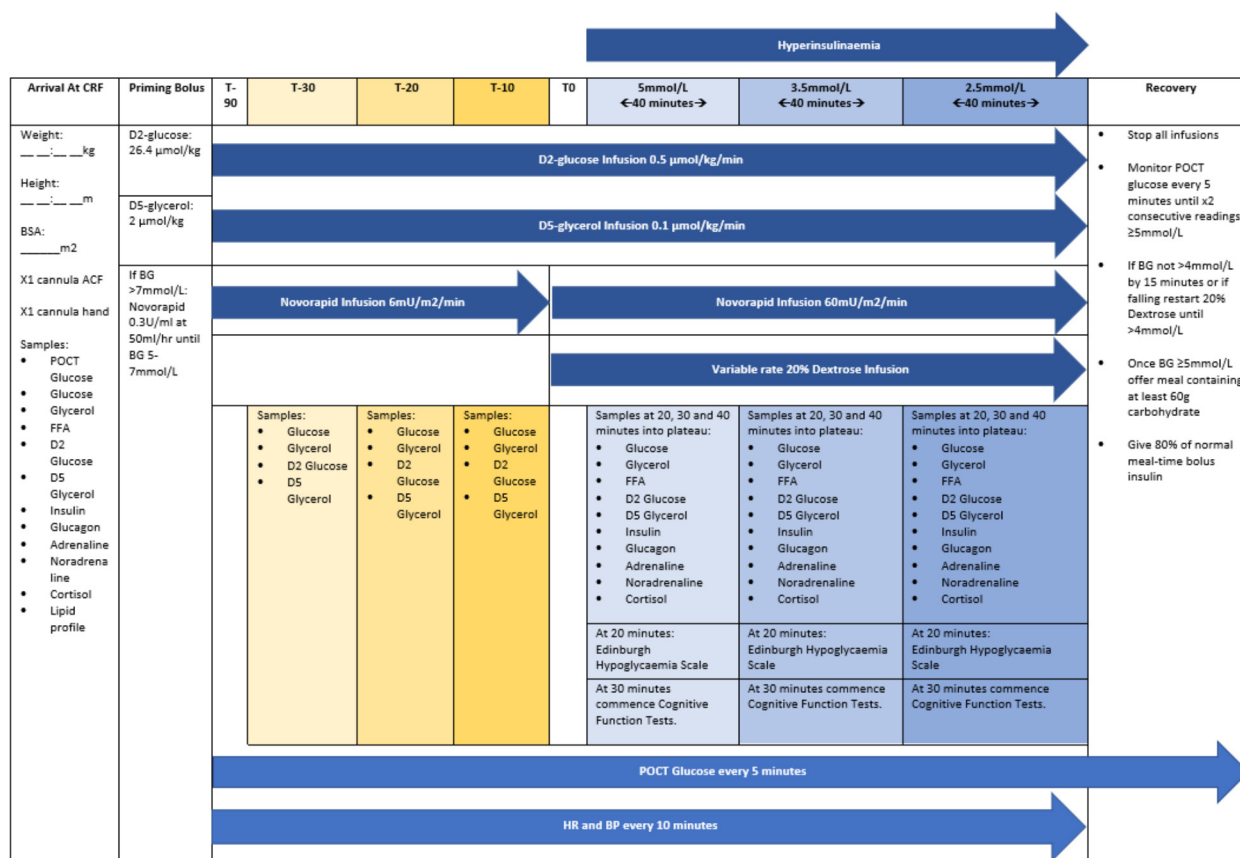 Hyperinsulinaemia
Arrival At CRF
Priming Bolus
T-
90
T-30
T-20
T-10
T0
5mmol/L
←40 minutes→
3.5mmol/L
←40 minutes→
2.5mmol/L
←40 minutes→
Recovery
Weight:
__ __:__ __kg
Height:
__ __:__ __m
BSA:
______m2
X1 cannula ACF
X1 cannula hand
Samples:
• POCT
Glucose
• Glucose
• Glycerol
• FFA
• D2
Glucose
• D5
Glycerol
• Insulin
• Glucagon
• Adrenaline
• Noradrena
line
• Cortisol
• Lipid
profile
D2-glucose:
26.4 µmol/kg
D5-glycerol:
2 µmol/kg
If BG
>7mmol/L:
Novorapid
0.3U/ml at
50ml/hr until
BG 5-
7mmol/L
D2-glucose Infusion 0.5 µmol/kg/min
D5-glycerol Infusion 0.1 µmol/kg/min
Novorapid Infusion 6mU/m2/min
Novorapid Infusion 60mU/m2/min
Variable rate 20% Dextrose Infusion
Samples:
• Glucose
• Glycerol
• D2 Glucose
• D5
Glycerol
Samples:
• Glucose
• Glycerol
• D2
Glucose
• D5
Glycerol
Samples:
• Glucose
• Glycerol
• D2
Glucose
• D5
Glycerol
Samples at 20, 30 and 40
minutes into plateau:
• Glucose
• Glycerol
• FFA
• D2 Glucose
• D5 Glycerol
• Insulin
• Glucagon
• Adrenaline
• Noradrenaline
• Cortisol
At 20 minutes:
Edinburgh
Hypoglycaemia Scale
At 30 minutes
commence Cognitive
Function Tests.
Samples at 20, 30 and 40
minutes into plateau:
• Glucose
• Glycerol
• FFA
• D2 Glucose
• D5 Glycerol
• Insulin
• Glucagon
• Adrenaline
• Noradrenaline
• Cortisol
At 20 minutes:
Edinburgh Hypoglycaemia
Scale
At 30 minutes commence
Cognitive Function Tests.
Samples at 20, 30 and 40
minutes into plateau:
• Glucose
• Glycerol
• FFA
• D2 Glucose
• D5 Glycerol
• Insulin
• Glucagon
• Adrenaline
• Noradrenaline
• Cortisol
At 20 minutes:
Edinburgh Hypoglycaemia
Scale
At 30 minutes commence
Cognitive Function Tests.
• Stop all infusions
• Monitor POCT
glucose every 5
minutes until x2
consecutive readings
≥5mmol/L
• If BG not >4mmol/L
by 15 minutes or if
falling restart 20%
Dextrose until
>4mmol/L
• Once BG ≥5mmol/L
offer meal containing
at least 60g
carbohydrate
• Give 80% of normal
meal-time bolus
insulin
POCT Glucose every 5 minutes
HR and BP every 10 minutes